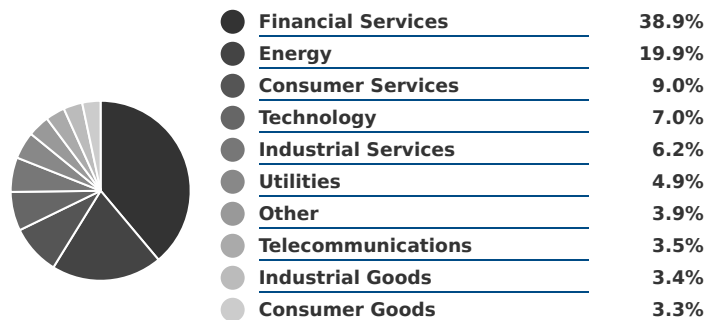 Financial Services 38.9%
Energy 19.9%
Consumer Services 9.0%
Technology 7.0%
Industrial Services 6.2%
Utilities 4.9%
Other 3.9%
Telecommunications 3.5%
Industrial Goods 3.4%
Consumer Goods 3.3%